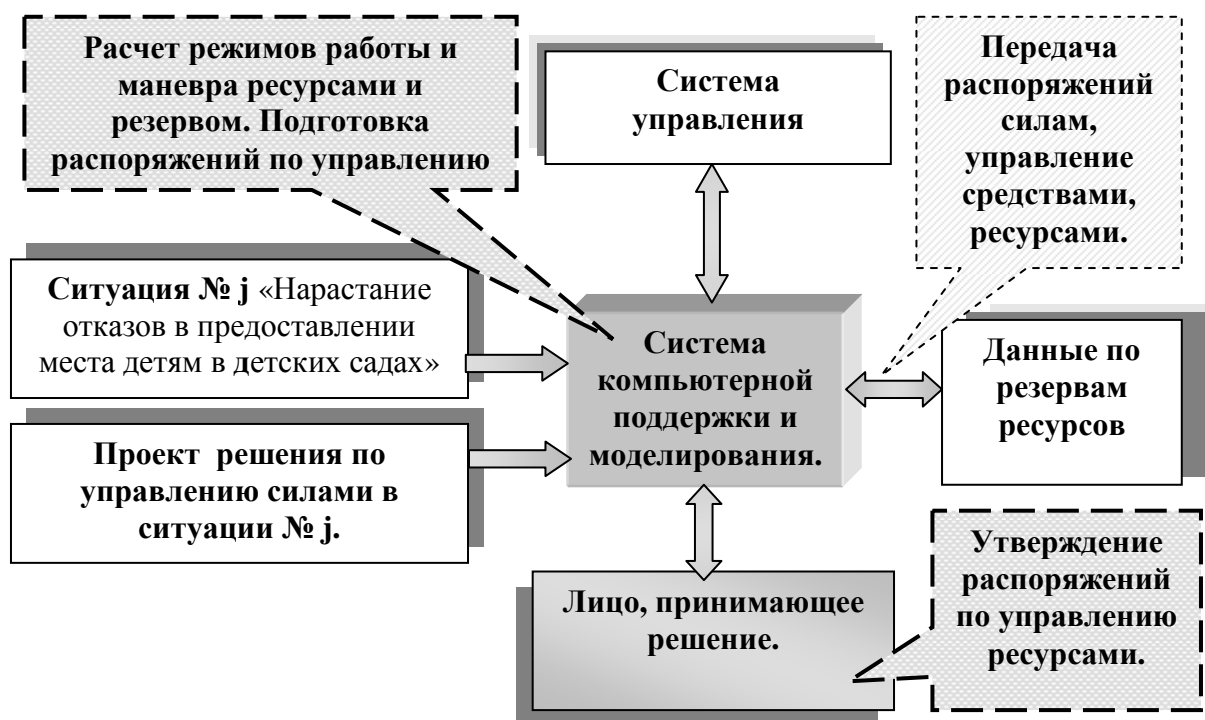 Расчет режимов работы и
маневра ресурсами и
резервом. Подготовка
распоряжений по управлению
Система
управления
Передача
распоряжений
силам,
управление
средствами,
ресурсами.
Ситуация № j «Нарастание
отказов в предоставлении
места детям в детских садах»
Система
компьютерной
поддержки и
моделирования.
Данные по
резервам
ресурсов
Проект решения по
управлению силами в
ситуации № j.
Лицо, принимающее
решение.
Утверждение
распоряжений
по управлению
ресурсами.